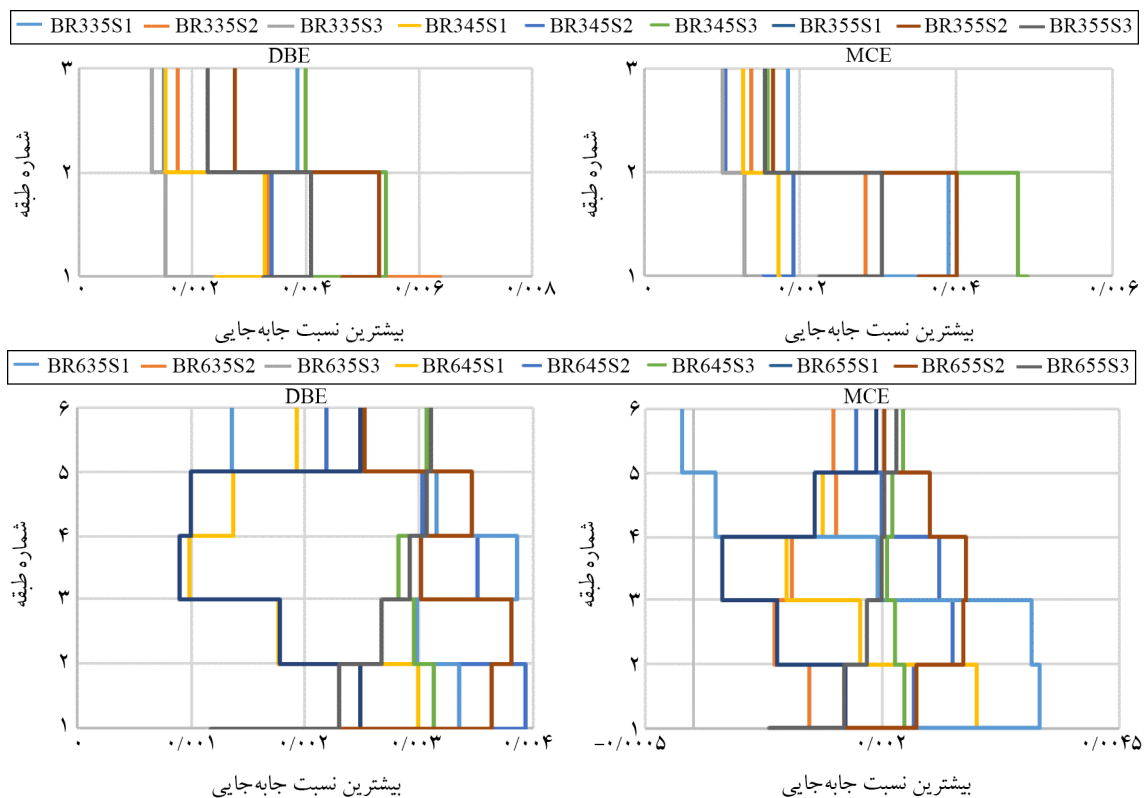 BR335S1 BR335S2 BR335S3 BR345S1 BR345S2 BR345S3 BR355S1 BR355S2 BR355S3
DBE
۳
۲
۱
شماره طبقه
۰ ۰/۰۰۲ ۰/۰۰۴ ۰/۰۰۶ ۰/۰۰۸
بیشترین نسبت جابه‌جایی
MCE
۳
۲
۱
شماره طبقه
۰ ۰/۰۰۲ ۰/۰۰۴ ۰/۰۰۶
بیشترین نسبت جابه‌جایی
BR635S1 BR635S2 BR635S3 BR645S1 BR645S2 BR645S3 BR655S1 BR655S2 BR655S3
DBE
۶
۵
۴
۳
۲
۱
شماره طبقه
۰ ۰/۰۰۱ ۰/۰۰۲ ۰/۰۰۳ ۰/۰۰۴
بیشترین نسبت جابه‌جایی
MCE
۶
۵
۴
۳
۲
۱
شماره طبقه
−۰/۰۰۰۵ ۰/۰۰۲ ۰/۰۰۴۵
بیشترین نسبت جابه‌جایی